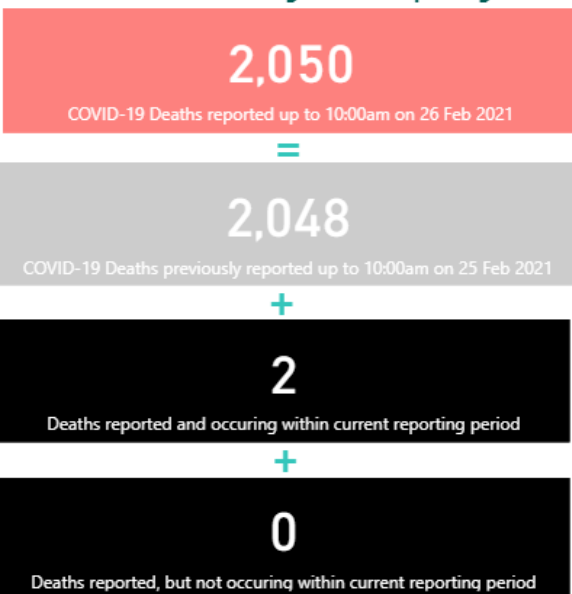 2,050
COVID-19 Deaths reported up to 10:00am on 26 Feb 2021
=
2,048
COVID-19 Deaths previously reported up to 10:00am on 25 Feb 2021
+
2
Deaths reported and occuring within current reporting period
+
0
Deaths reported, but not occuring within current reporting period